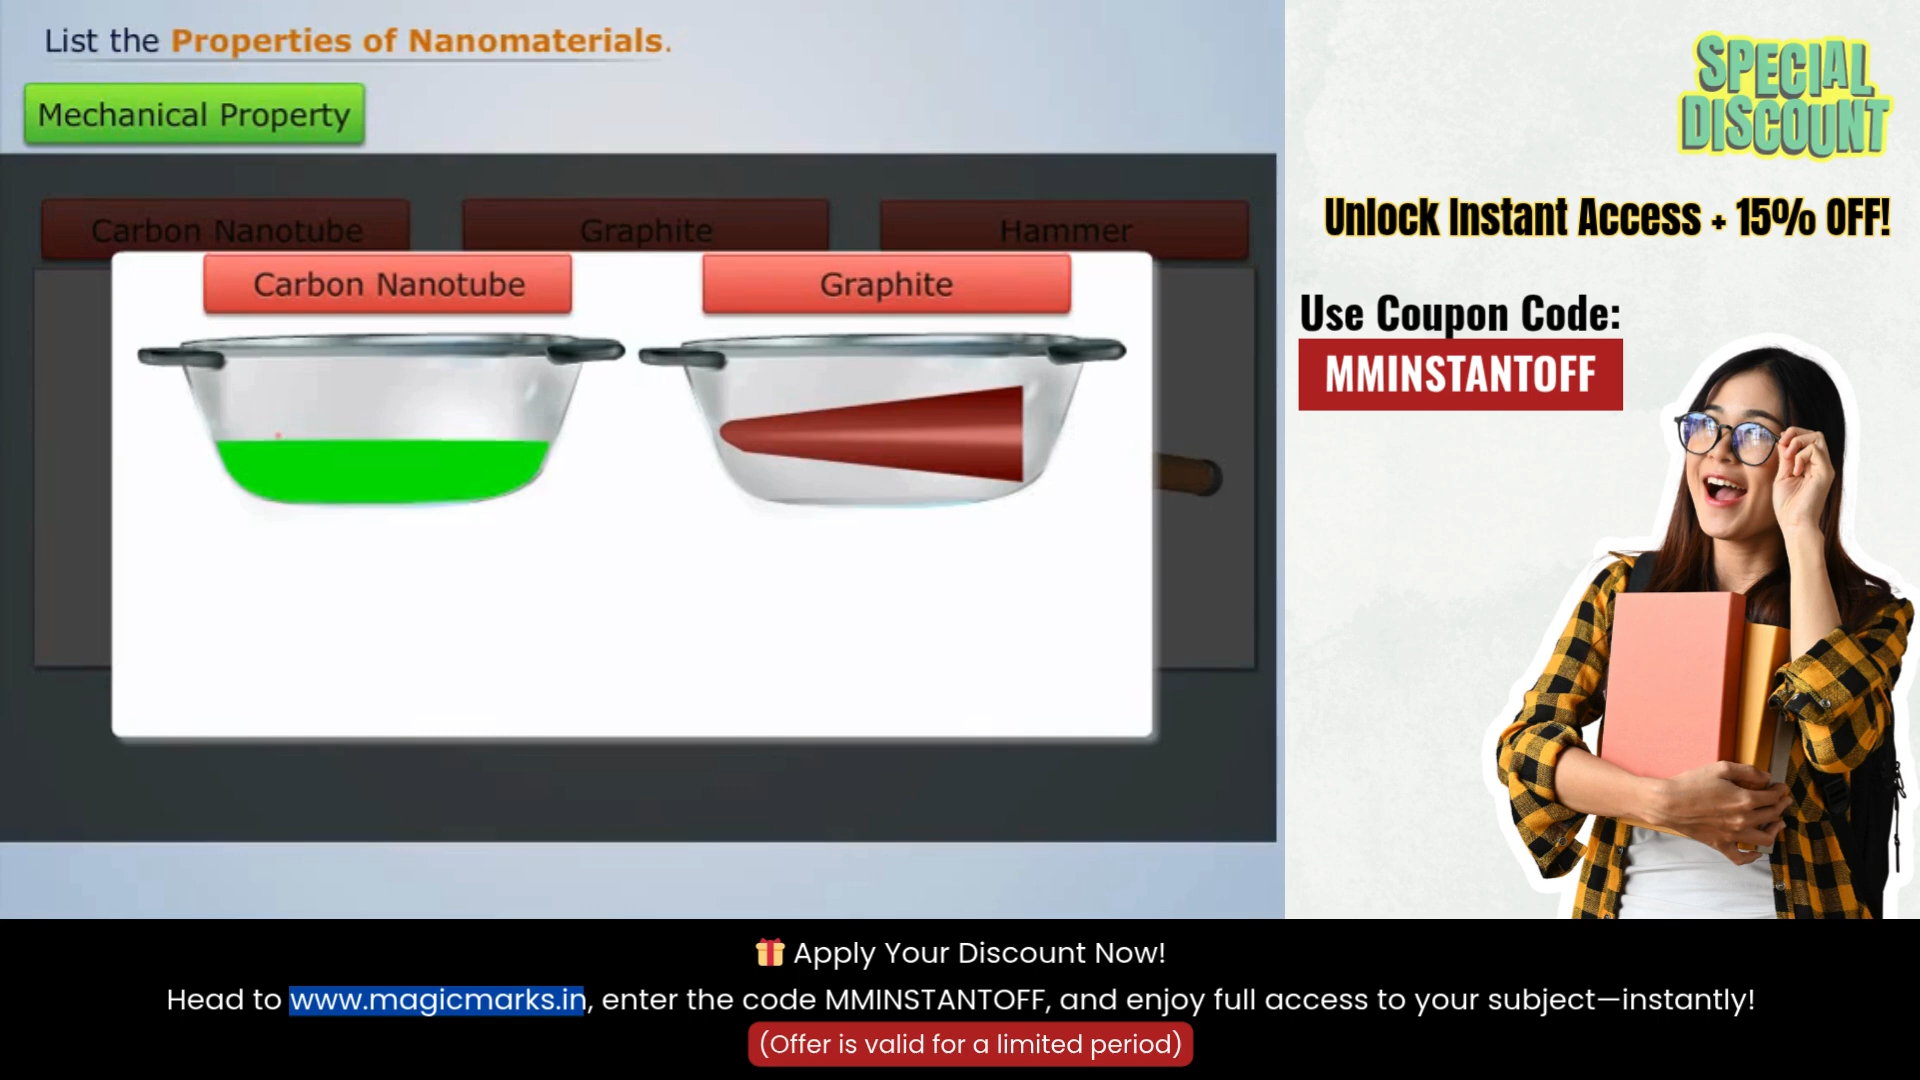 List the Properties of Nanomaterials.
Mechanical Property
Carbon Nanotube Graphite Hammer
Carbon Nanotube Graphite
SPECIAL
DISCOUNT
Unlock Instant Access + 15% OFF!
Use Coupon Code:
MMINSTANTOFF
🎁 Apply Your Discount Now!
Head to www.magicmarks.in, enter the code MMINSTANTOFF, and enjoy full access to your subject—instantly!
(Offer is valid for a limited period)